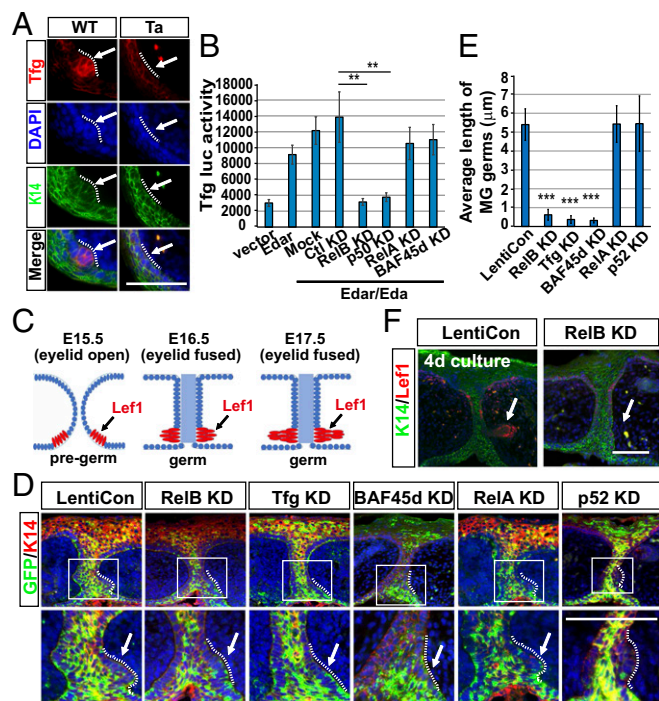 A
WT
Ta
Tfg
DAPI
K14
Merge
B
Tfg luc activity
18000
16000
14000
12000
10000
8000
6000
4000
2000
0
**
**
vector
Edar
Mock
Ctl KD
RelB KD
p50 KD
RelA KD
BAF45d KD
Edar/Eda
E
Average length of
MG germs (μm)
8
7
6
5
4
3
2
1
0
***
***
***
LentiCon
RelB KD
Tfg KD
BAF45d KD
RelA KD
p52 KD
C
E15.5
(eyelid open)
E16.5
(eyelid fused)
E17.5
(eyelid fused)
Lef1
Lef1
Lef1
pre-germ
germ
germ
F
LentiCon
RelB KD
4d culture
K14/Lef1
D
LentiCon
RelB KD
Tfg KD
BAF45d KD
RelA KD
p52 KD
GFP/K14